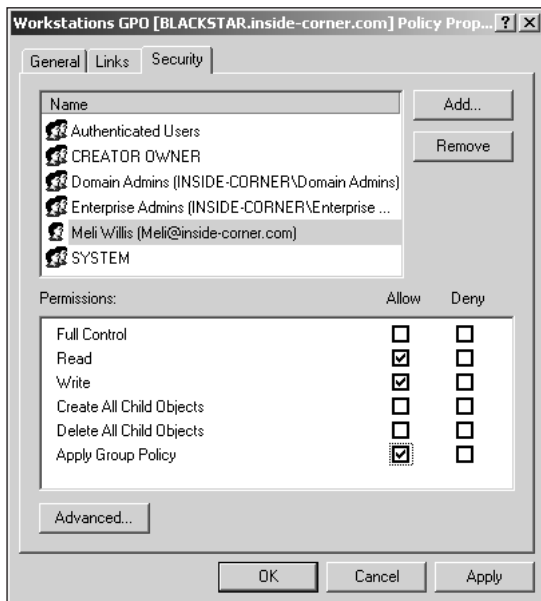 Workstations GPO [BLACKSTAR.inside-corner.com] Policy Prop... ? X
General Links Security
Name
Add...
Authenticated Users
CREATOR OWNER
Remove
Domain Admins (INSIDE-CORNER\Domain Admins)
Enterprise Admins (INSIDE-CORNER\Enterprise ...
Meli Willis (Meli@inside-corner.com)
SYSTEM
Permissions: Allow Deny
Full Control
Read
Write
Create All Child Objects
Delete All Child Objects
Apply Group Policy
Advanced...
OK Cancel Apply